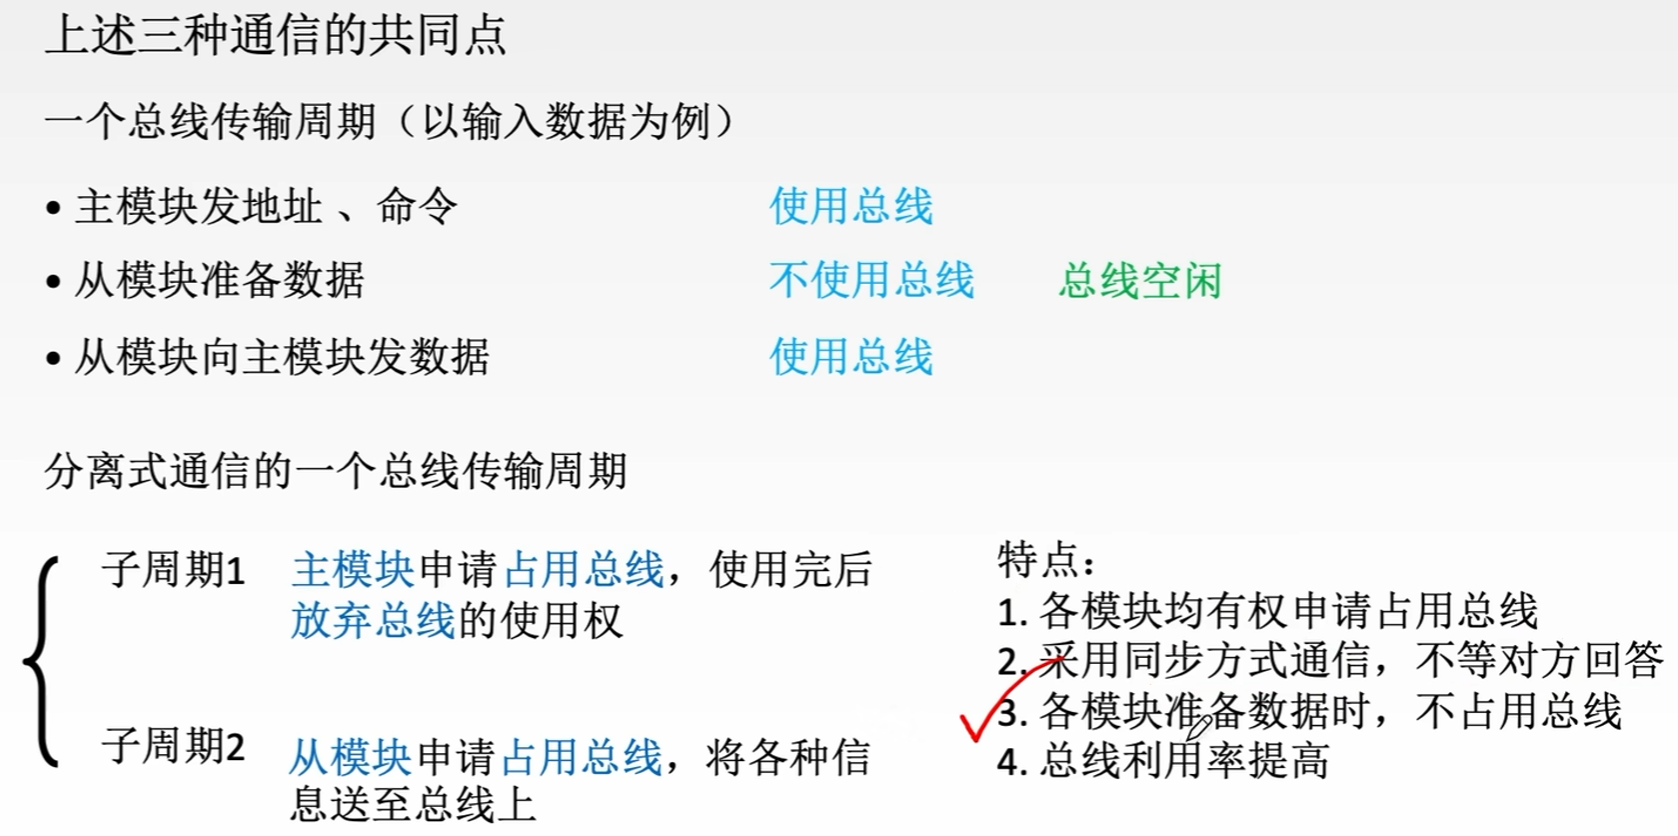 上述三种通信的共同点
一个总线传输周期（以输入数据为例）
• 主模块发地址 、命令 使用总线
• 从模块准备数据 不使用总线 总线空闲
• 从模块向主模块发数据 使用总线
分离式通信的一个总线传输周期
子周期1 主模块申请占用总线，使用完后
放弃总线的使用权
子周期2 从模块申请占用总线，将各种信
息送至总线上
特点：
1. 各模块均有权申请占用总线
2. 采用同步方式通信，不等对方回答
3. 各模块准备数据时，不占用总线
4. 总线利用率提高